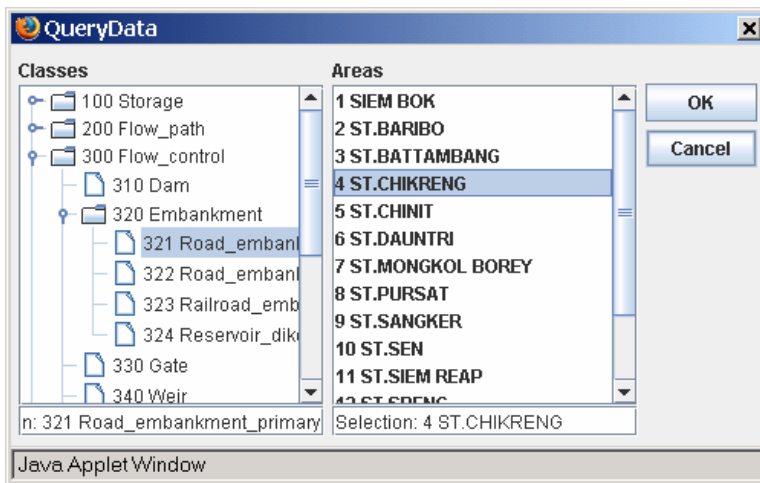 QueryData
Classes
100 Storage
200 Flow_path
300 Flow_control
310 Dam
320 Embankment
321 Road_embank
322 Road_embank
323 Railroad_emb
324 Reservoir_dik
330 Gate
340 Weir
n: 321 Road_embankment_primary
Areas
1 SIEM BOK
2 ST.BARIBO
3 ST.BATTAMBANG
4 ST.CHIKRENG
5 ST.CHINIT
6 ST.DAUNTRI
7 ST.MONGKOL BOREY
8 ST.PURSAT
9 ST.SANGKER
10 ST.SEN
11 ST.SIEM REAP
12 ST.SRENG
Selection: 4 ST.CHIKRENG
OK
Cancel
Java Applet Window